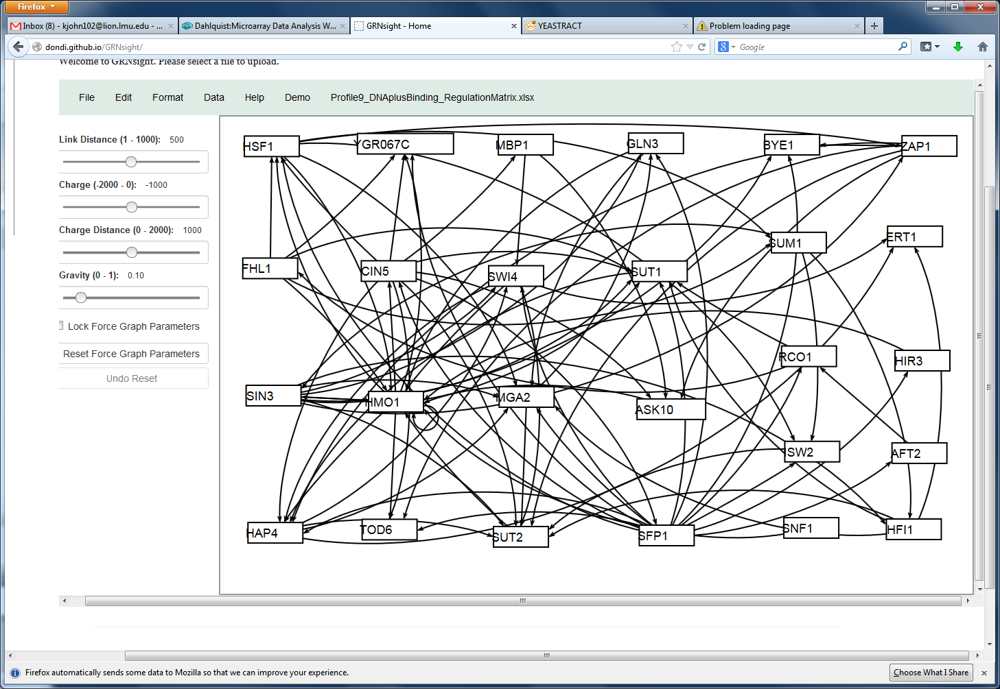 Firefox
Inbox (8) - kjohn102@lion.lmu.edu - ...
Dahlquist:Microarray Data Analysis W...
GRNsight - Home
YEASTRACT
Problem loading page
dondi.github.io/GRNsight/
Google
Welcome to GRNsight. Please select a file to upload.
File Edit Format Data Help Demo Profile9_DNAplusBinding_RegulationMatrix.xlsx
Link Distance (1 - 1000): 500
Charge (-2000 - 0): -1000
Charge Distance (0 - 2000): 1000
Gravity (0 - 1): 0.10
Lock Force Graph Parameters
Reset Force Graph Parameters
Undo Reset
HSF1 YGR067C MBP1 GLN3 BYE1 ZAP1
SUM1 ERT1
FHL1 CIN5 SWI4 SUT1
RCO1 HIR3
SIN3 HMO1 MGA2 ASK10
ISW2 AFT2
HAP4 TOD6 SUT2 SFP1 SNF1 HFI1
Firefox automatically sends some data to Mozilla so that we can improve your experience.
Choose What I Share